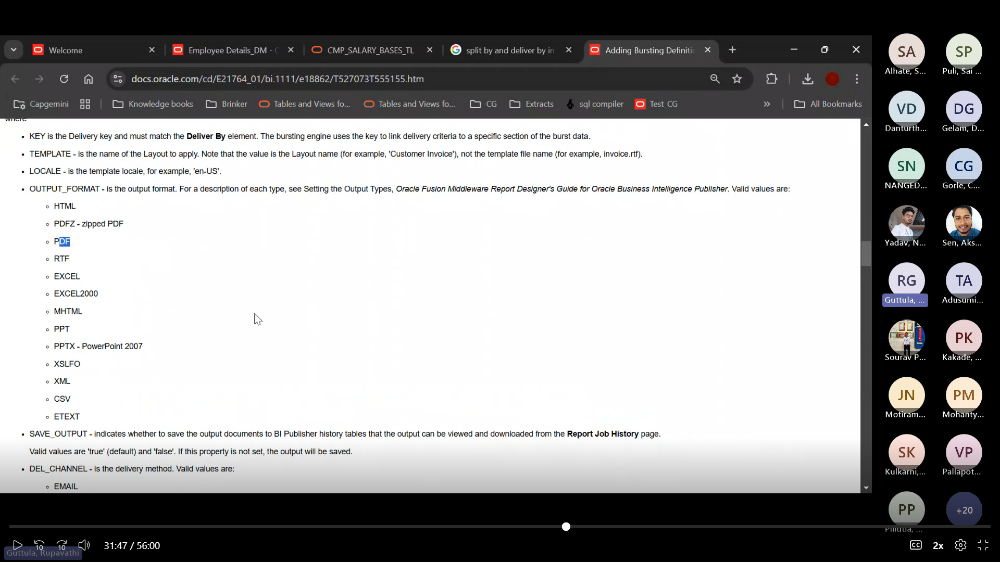 Welcome
Employee Details_DM - C
CMP_SALARY_BASES_TL
split by and deliver by in
Adding Bursting Definitio
docs.oracle.com/cd/E21764_01/bi.1111/e18862/T527073T555155.htm
Capgemini
Knowledge books
Brinker
Tables and Views fo...
Tables and Views fo...
CG
Extracts
sql compiler
Test_CG
All Bookmarks
where
• KEY is the Delivery key and must match the Deliver By element. The bursting engine uses the key to link delivery criteria to a specific section of the burst data.
• TEMPLATE - is the name of the Layout to apply. Note that the value is the Layout name (for example, 'Customer Invoice'), not the template file name (for example, invoice.rtf).
• LOCALE - is the template locale, for example, 'en-US'.
• OUTPUT_FORMAT - is the output format. For a description of each type, see Setting the Output Types, Oracle Fusion Middleware Report Designer's Guide for Oracle Business Intelligence Publisher. Valid values are:
HTML
PDFZ - zipped PDF
PDF
RTF
EXCEL
EXCEL2000
MHTML
PPT
PPTX - PowerPoint 2007
XSLFO
XML
CSV
ETEXT
• SAVE_OUTPUT - indicates whether to save the output documents to BI Publisher history tables that the output can be viewed and downloaded from the Report Job History page.
Valid values are 'true' (default) and 'false'. If this property is not set, the output will be saved.
• DEL_CHANNEL - is the delivery method. Valid values are:
EMAIL
SA
Alhate, S...
SP
Puli, Sai ...
VD
Danturth...
DG
Gelam, D...
SN
NANGED...
CG
Gorle, C...
Yadav, N...
Sen, Aks...
RG
Guttula, ...
TA
Adusumi...
Sourav P...
PK
Kakade, ...
JN
Motiram...
PM
Mohanty...
SK
Kulkarni,...
VP
Pallapot...
PP
+20
10
10
31:47 / 56:00
Guttula, Rupavathi
CC
2x